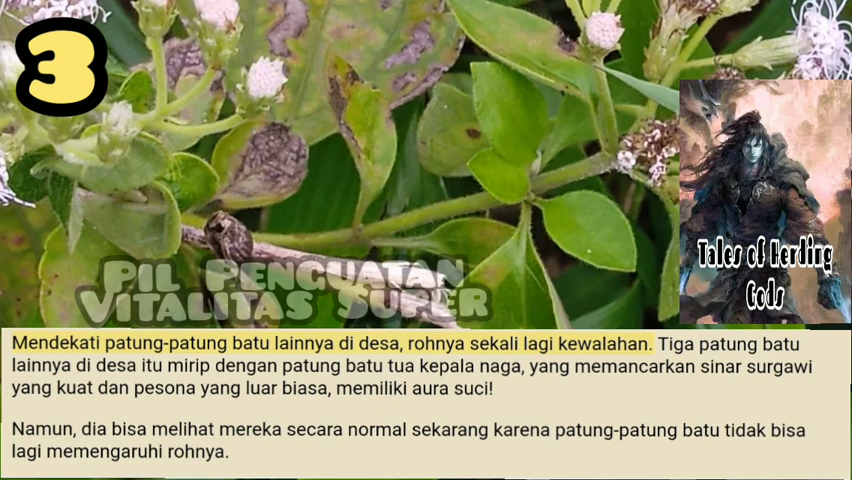 3
Tales of Herding
Gods
PIL PENGUATAN
VITALITAS SUPER
Mendekati patung-patung batu lainnya di desa, rohnya sekali lagi kewalahan. Tiga patung batu
lainnya di desa itu mirip dengan patung batu tua kepala naga, yang memancarkan sinar surgawi
yang kuat dan pesona yang luar biasa, memiliki aura suci!
Namun, dia bisa melihat mereka secara normal sekarang karena patung-patung batu tidak bisa
lagi memengaruhi rohnya.